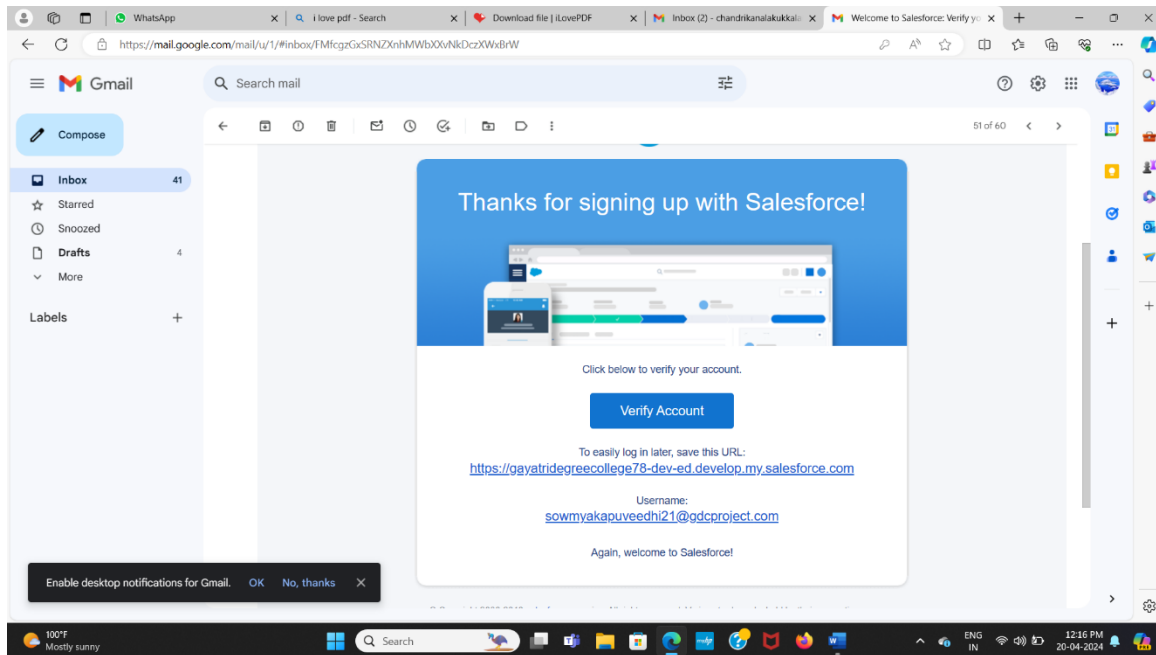 WhatsApp
i love pdf - Search
Download file | iLovePDF
Inbox (2) - chandrikanalakukkala
Welcome to Salesforce: Verify yo
https://mail.google.com/mail/u/1/#inbox/FMfcgzGxSRNZXnhMWbXXvNkDczXWxBrW
Gmail
Search mail
Compose
51 of 60
Inbox 41
Starred
Snoozed
Drafts 4
More
Labels
Thanks for signing up with Salesforce!
Click below to verify your account.
Verify Account
To easily log in later, save this URL:
https://gayatridegreecollege78-dev-ed.develop.my.salesforce.com
Username:
sowmyakapuveedhi21@gdcproject.com
Again, welcome to Salesforce!
Enable desktop notifications for Gmail. OK No, thanks
100°F
Mostly sunny
Search
ENG
IN
12:16 PM
20-04-2024